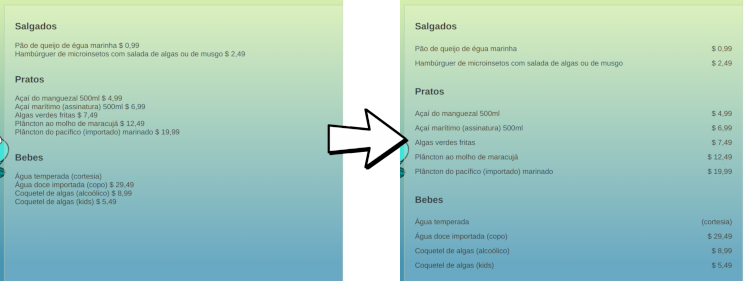 Salgados
Pão de queijo de égua marinha $ 0,99
Hambúrguer de microinsetos com salada de algas ou de musgo $ 2,49
Pratos
Açaí do manguezal 500ml $ 4,99
Açaí marítimo (assinatura) 500ml $ 6,99
Algas verdes fritas $ 7,49
Plâncton ao molho de maracujá $ 12,49
Plâncton do pacífico (importado) marinado $ 19,99
Bebes
Água temperada (cortesia)
Água doce importada (copo) $ 29,49
Coquetel de algas (alcoólico) $ 8,99
Coquetel de algas (kids) $ 5,49
Salgados
Pão de queijo de égua marinha $ 0,99
Hambúrguer de microinsetos com salada de algas ou de musgo $ 2,49
Pratos
Açaí do manguezal 500ml $ 4,99
Açaí marítimo (assinatura) 500ml $ 6,99
Algas verdes fritas $ 7,49
Plâncton ao molho de maracujá $ 12,49
Plâncton do pacífico (importado) marinado $ 19,99
Bebes
Água temperada (cortesia)
Água doce importada (copo) $ 29,49
Coquetel de algas (alcoólico) $ 8,99
Coquetel de algas (kids) $ 5,49